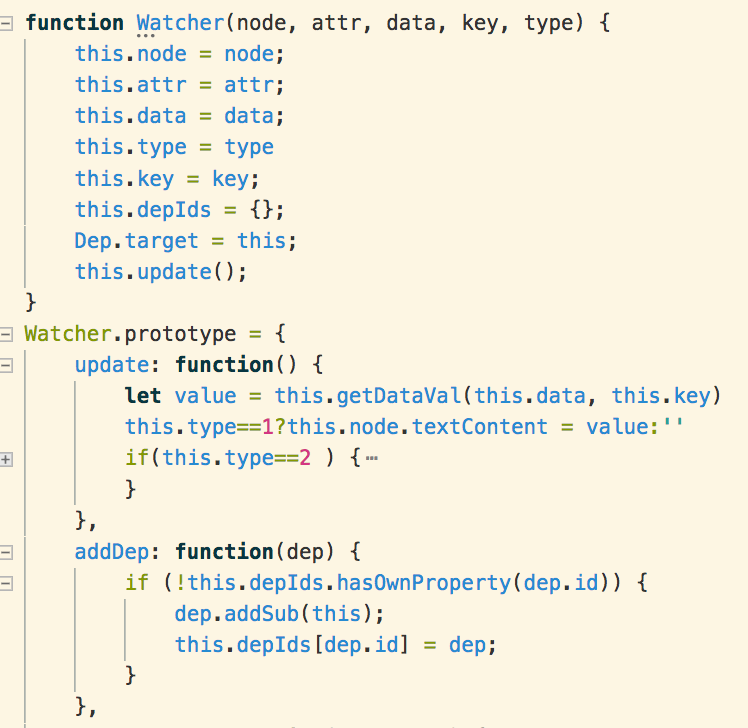 function Watcher(node, attr, data, key, type) {
    this.node = node;
    this.attr = attr;
    this.data = data;
    this.type = type
    this.key = key;
    this.depIds = {};
    Dep.target = this;
    this.update();
}
Watcher.prototype = {
    update: function() {
        let value = this.getDataVal(this.data, this.key)
        this.type==1?this.node.textContent = value:''
        if(this.type==2 ) {…
        }
    },
    addDep: function(dep) {
        if (!this.depIds.hasOwnProperty(dep.id)) {
            dep.addSub(this);
            this.depIds[dep.id] = dep;
        }
    },